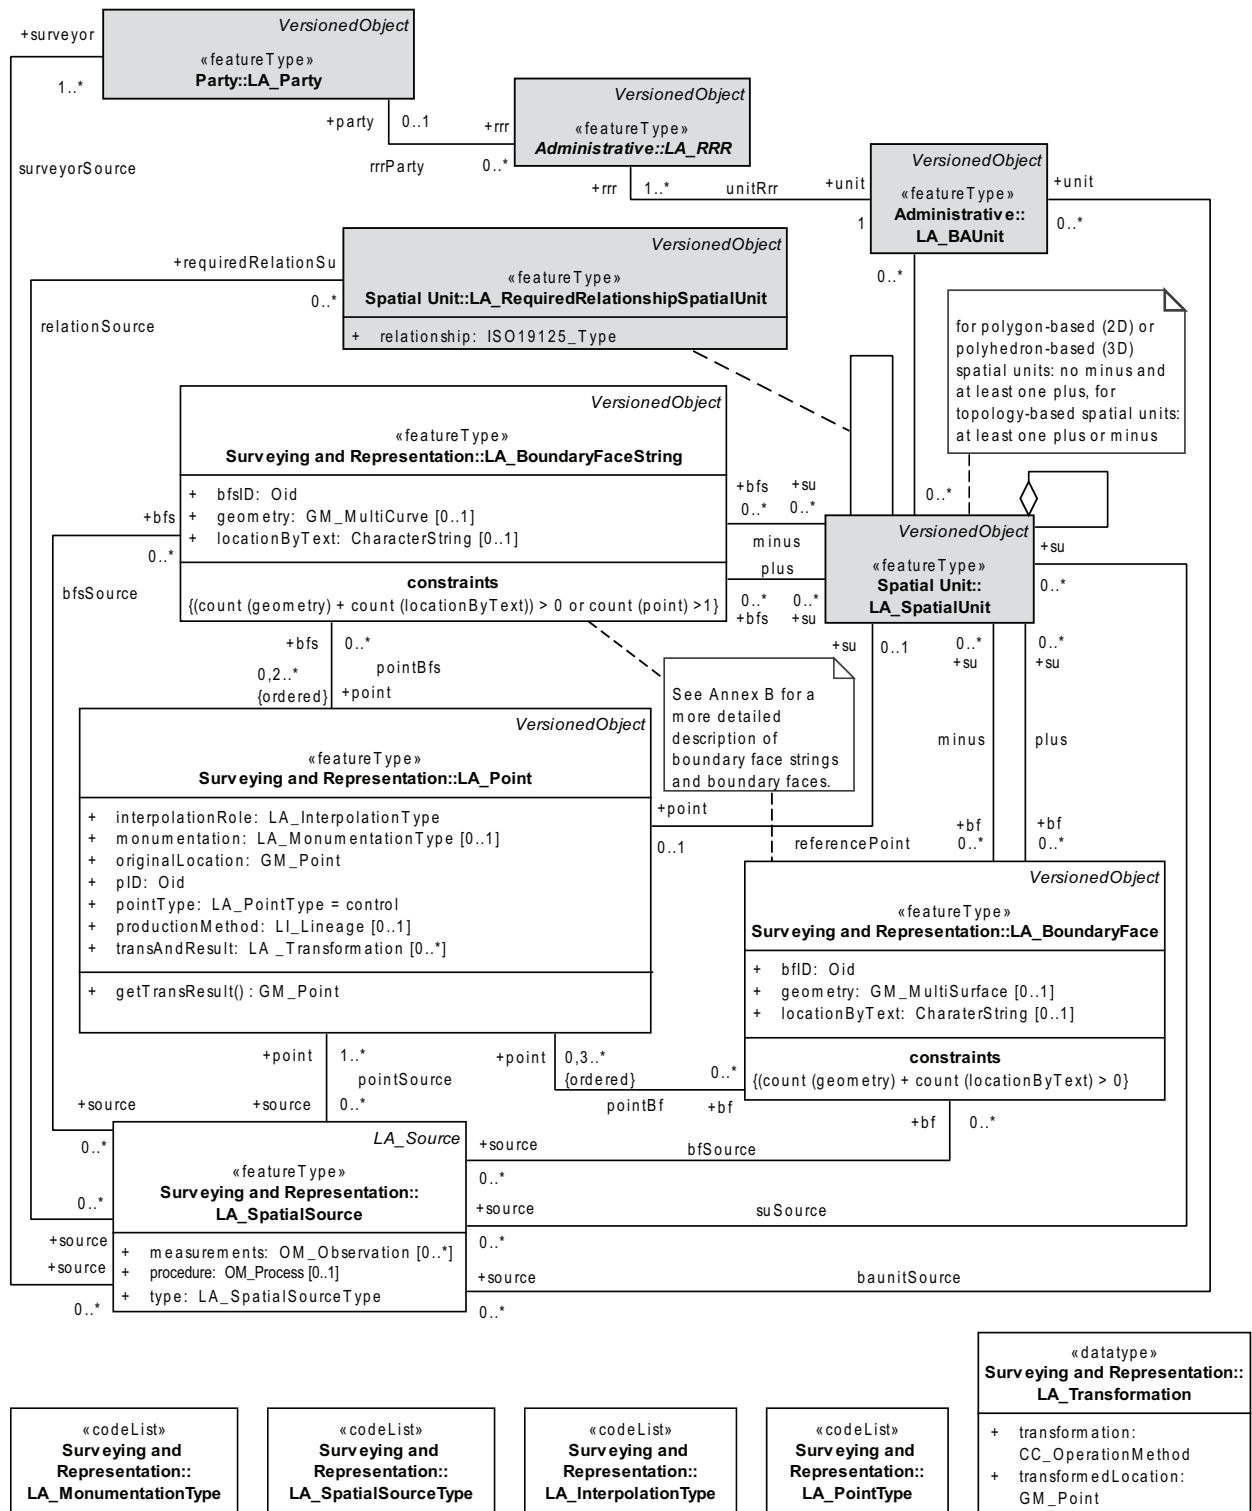 +surveyor
1..*
surveyorSource
VersionedObject
«featureType»
Party::LA_Party
+party
0..1
rrrParty
+rrr
0..*
VersionedObject
«featureType»
Administrative::LA_RRR
+rrr
1..*
unitRrr
+unit
1
VersionedObject
«featureType»
Administrative::
LA_BAUnit
+unit
0..*
0..*
+requiredRelationSu
0..*
relationSource
VersionedObject
«featureType»
Spatial Unit::LA_RequiredRelationshipSpatialUnit
+ relationship: ISO19125_Type
for polygon-based (2D) or
polyhedron-based (3D)
spatial units: no minus and
at least one plus, for
topology-based spatial units:
at least one plus or minus
VersionedObject
«featureType»
Surveying and Representation::LA_BoundaryFaceString
+ bfsID: Oid
+ geometry: GM_MultiCurve [0..1]
+ locationByText: CharacterString [0..1]
constraints
{(count (geometry) + count (locationByText)) > 0 or count (point) >1}
+bfs
0..*
bfsSource
+bfs +su
0..* 0..*
minus
plus
0..* 0..*
+bfs +su
0..*
VersionedObject
«featureType»
Spatial Unit::
LA_SpatialUnit
+su
0..*
+bfs
0..*
pointBfs
0,2..*
{ordered}
+point
See Annex B for a
more detailed
description of
boundary face strings
and boundary faces.
+su
0..1
0..*
+su
0..*
+su
minus
plus
+bf
0..*
+bf
0..*
VersionedObject
«featureType»
Surveying and Representation::LA_Point
+ interpolationRole: LA_InterpolationType
+ monumentation: LA_MonumentationType [0..1]
+ originalLocation: GM_Point
+ pID: Oid
+ pointType: LA_PointType = control
+ productionMethod: LI_Lineage [0..1]
+ transAndResult: LA _Transformation [0..*]
+ getTransResult() : GM_Point
+point
0..1
referencePoint
VersionedObject
«featureType»
Surveying and Representation::LA_BoundaryFace
+ bfID: Oid
+ geometry: GM_MultiSurface [0..1]
+ locationByText: CharaterString [0..1]
constraints
{(count (geometry) + count (locationByText) > 0}
+point
1..*
pointSource
+source
0..*
+point
0,3..*
{ordered}
pointBf
0..*
+bf
+source
0..*
0..*
+source
+source
0..*
LA_Source
«featureType»
Surveying and Representation::
LA_SpatialSource
+ measurements: OM_Observation [0..*]
+ procedure: OM_Process [0..1]
+ type: LA_SpatialSourceType
+source
0..*
bfSource
+bf
0..*
+source
0..*
suSource
+source
0..*
baunitSource
«codeList»
Surveying and
Representation::
LA_MonumentationType
«codeList»
Surveying and
Representation::
LA_SpatialSourceType
«codeList»
Surveying and
Representation::
LA_InterpolationType
«codeList»
Surveying and
Representation::
LA_PointType
«datatype»
Surveying and Representation::
LA_Transformation
+ transformation:
CC_OperationMethod
+ transformedLocation:
GM_Point